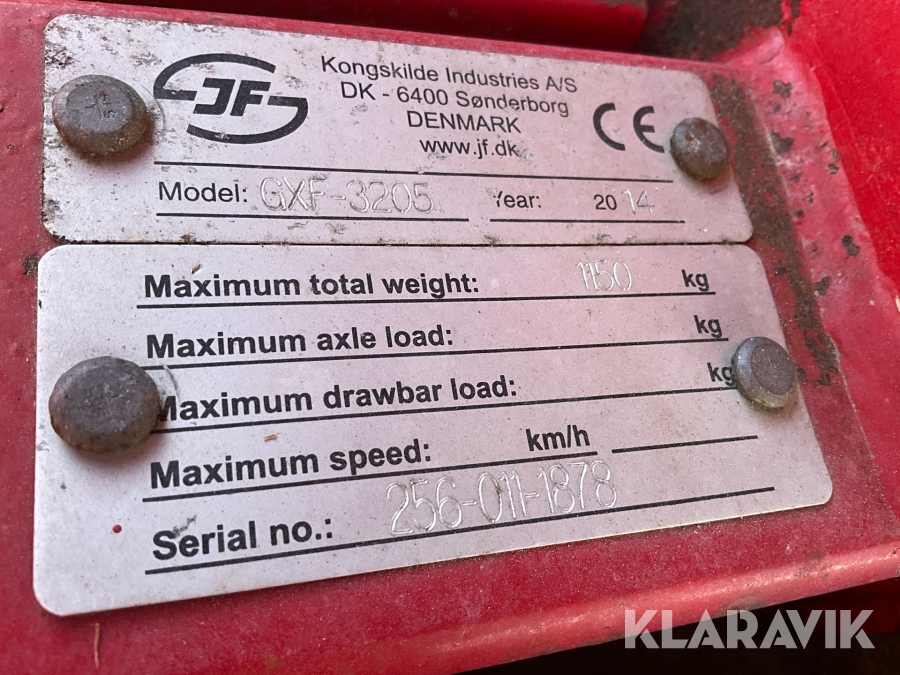 JF
Kongskilde Industries A/S
DK - 6400 Sønderborg
DENMARK
www.jf.dk
CE
Model: GXF-3205 Year: 2014
Maximum total weight: 1150 kg
Maximum axle load: kg
Maximum drawbar load: kg
Maximum speed: km/h
Serial no.: 256-011-1878
KLARAVIK